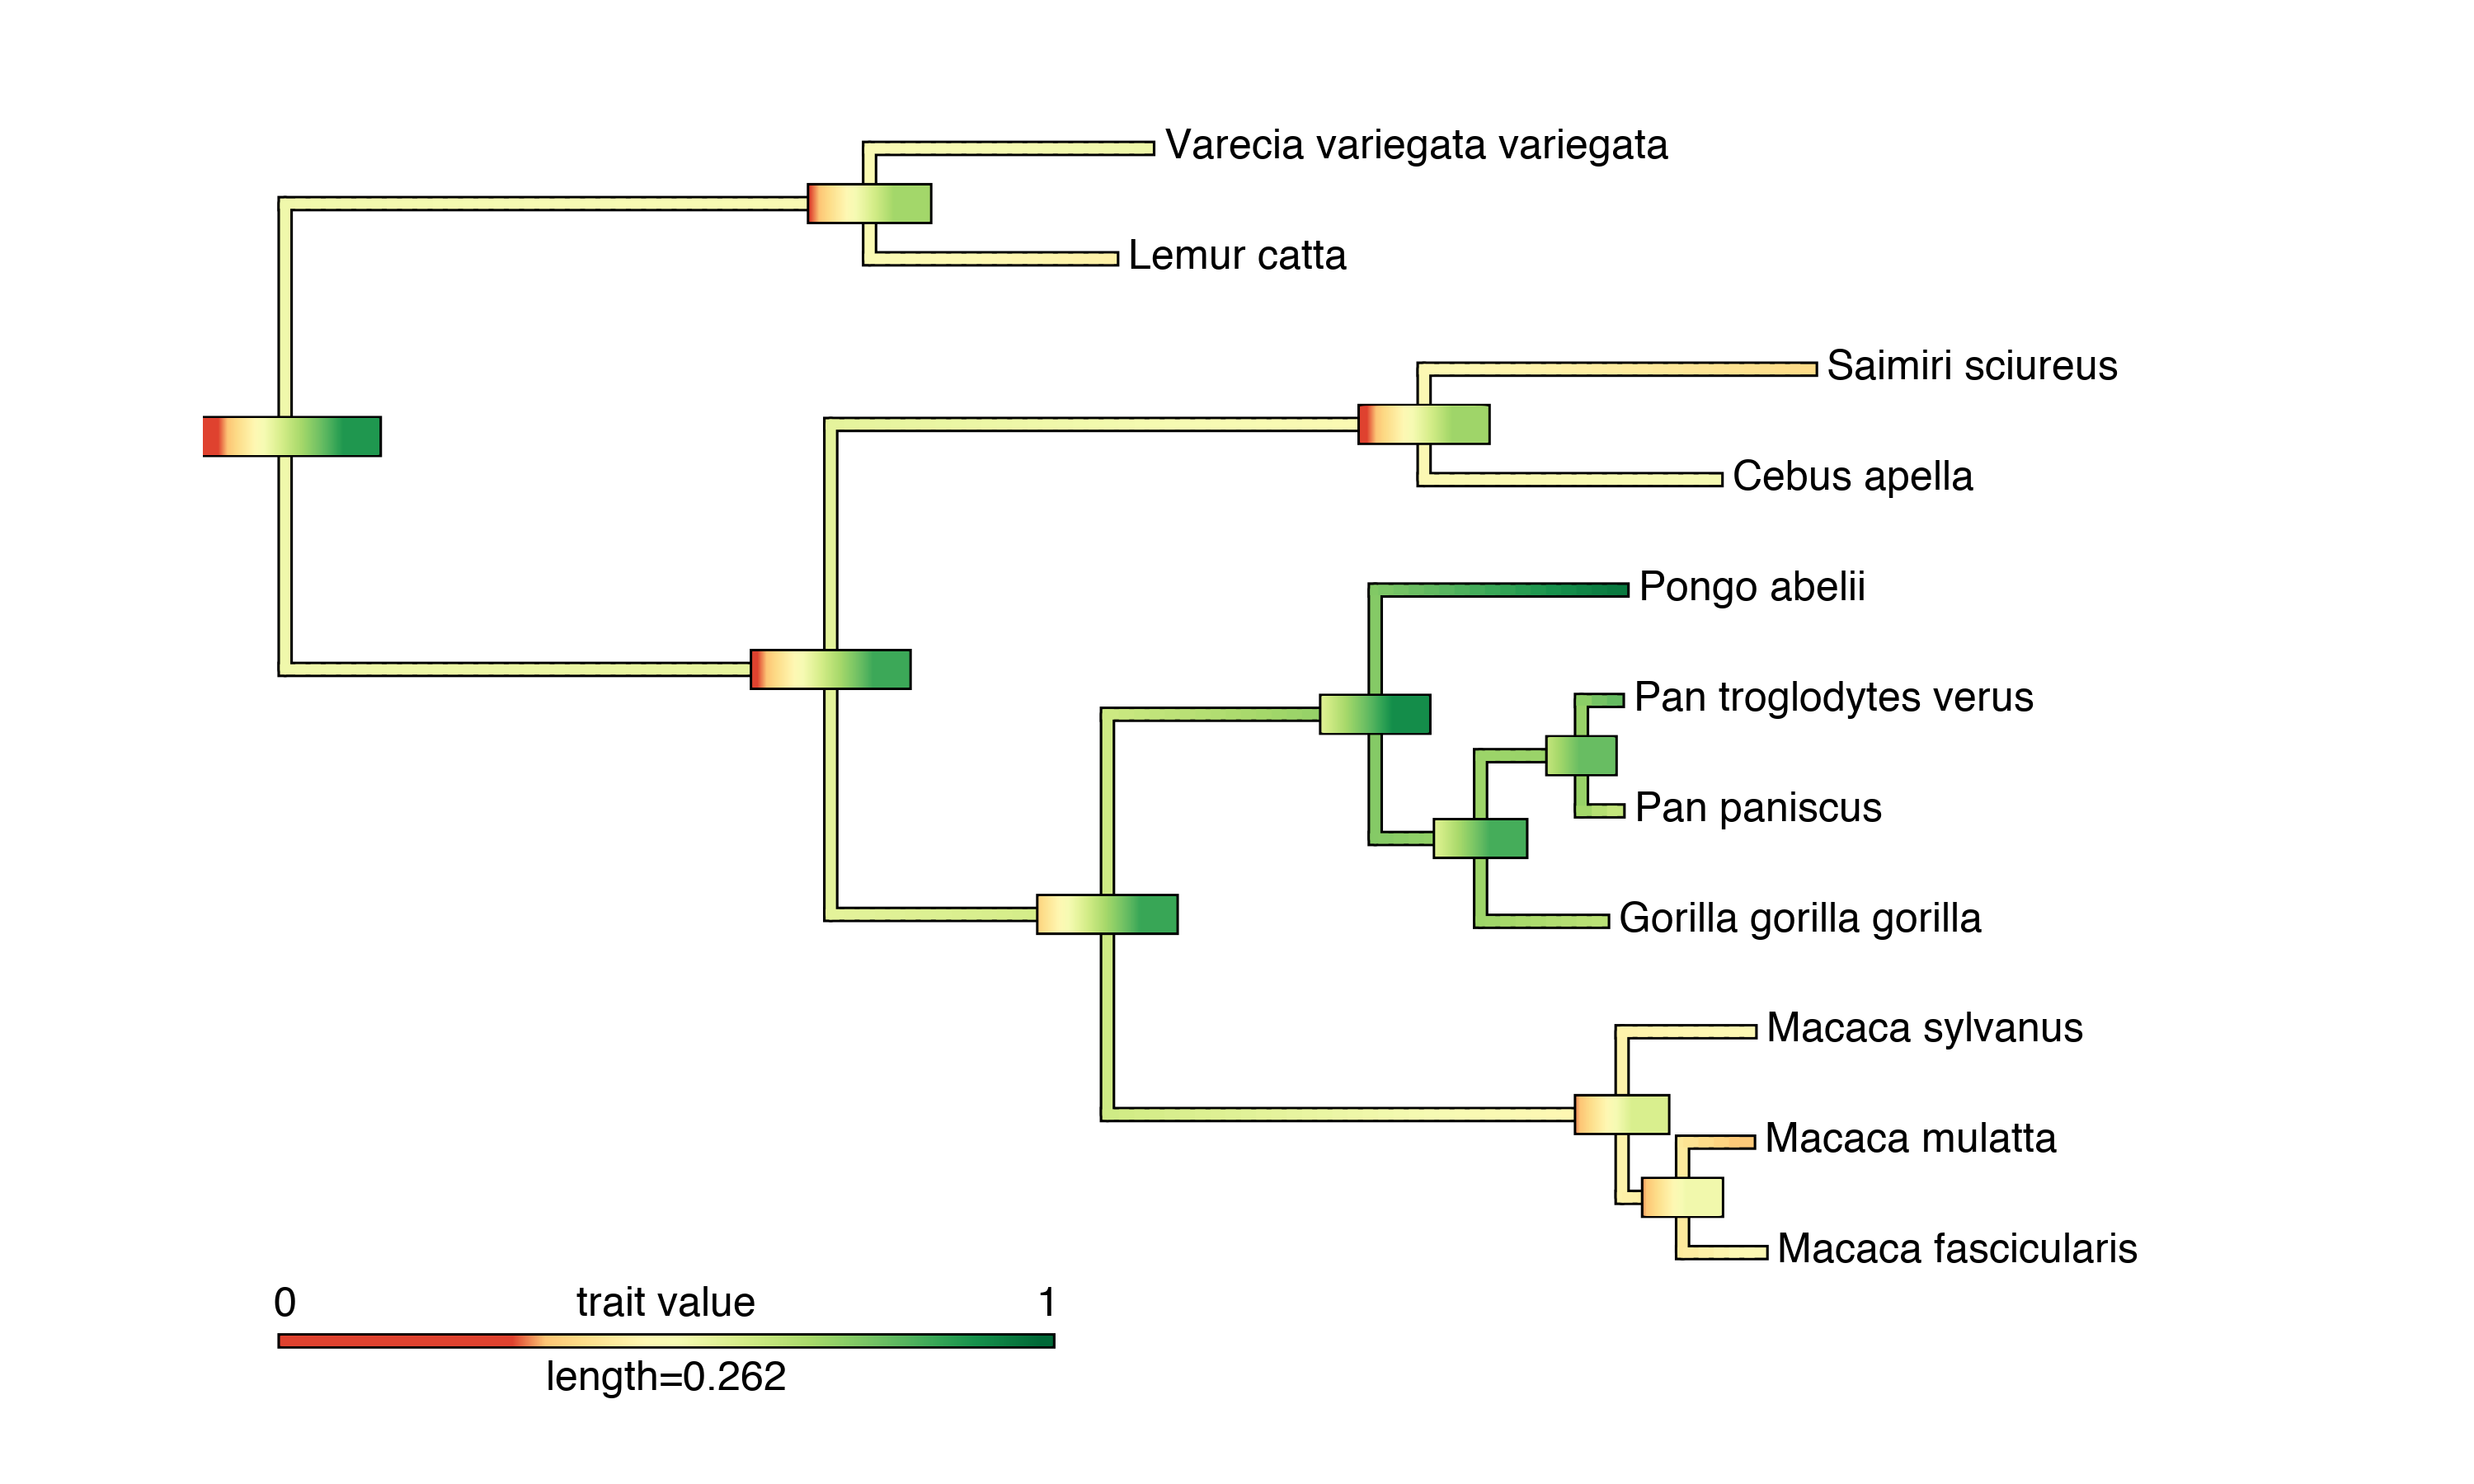 Varecia variegata variegata
Lemur catta
Saimiri sciureus
Cebus apella
Pongo abelii
Pan troglodytes verus
Pan paniscus
Gorilla gorilla gorilla
Macaca sylvanus
Macaca mulatta
Macaca fascicularis
0 trait value 1
length=0.262